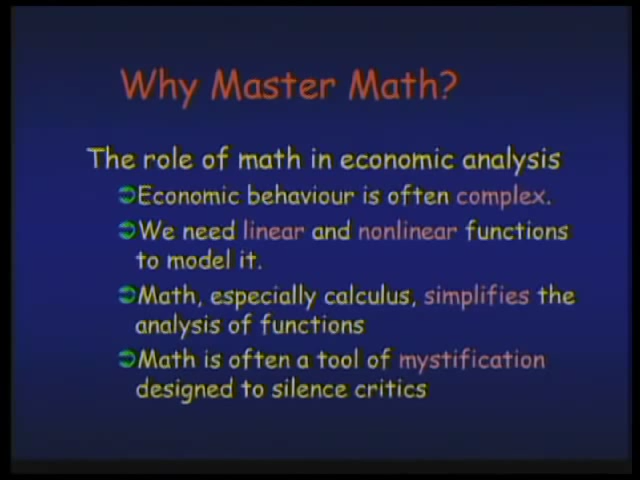 Why Master Math?
The role of math in economic analysis
➲Economic behaviour is often complex.
➲We need linear and nonlinear functions
to model it.
➲Math, especially calculus, simplifies the
analysis of functions
➲Math is often a tool of mystification
designed to silence critics